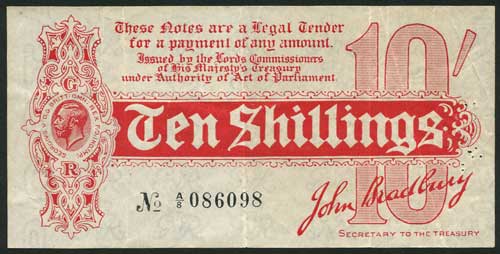 These Notes are a Legal Tender
for a payment of any amount.
Issued by the Lords Commissioners
of His Majesty's Treasury
under Authority of Act of Parliament.
10/
G
R
Ten Shillings
No A/8 086098
John Bradbury
10
SECRETARY TO THE TREASURY